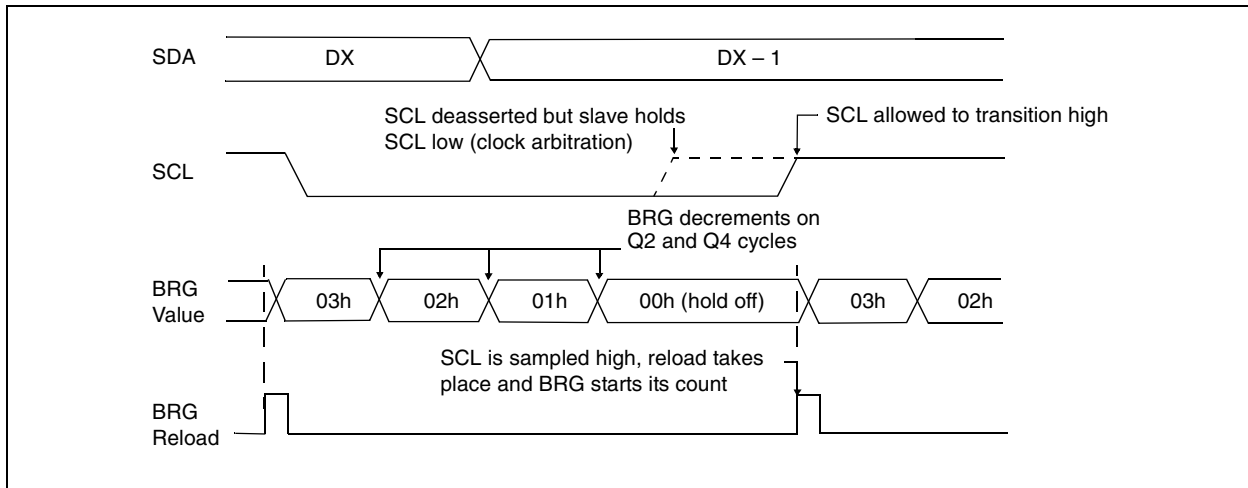 SDA
DX
DX – 1
SCL deasserted but slave holds
SCL low (clock arbitration)
SCL allowed to transition high
SCL
BRG decrements on
Q2 and Q4 cycles
BRG
Value
03h
02h
01h
00h (hold off)
03h
02h
SCL is sampled high, reload takes
place and BRG starts its count
BRG
Reload